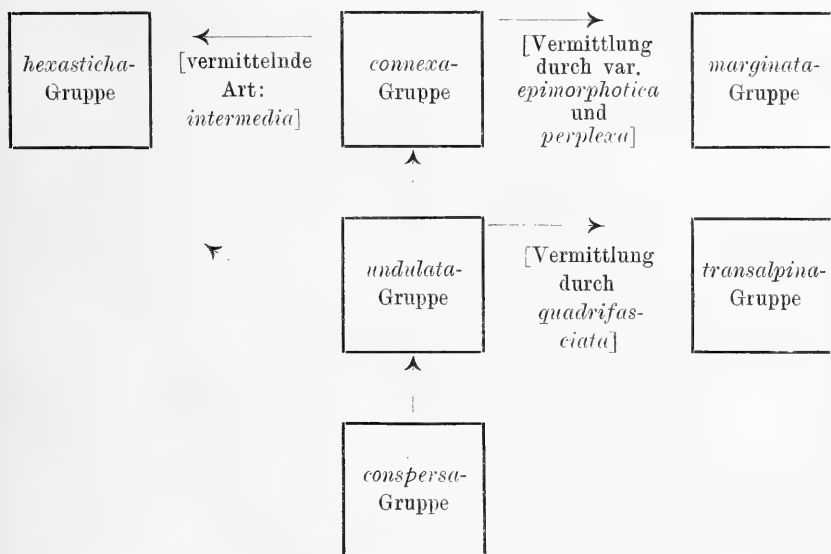 hexasticha-
Gruppe
[vermittelnde
Art:
intermedia]
connexa-
Gruppe
[Vermittlung
durch var.
epimorphotica
und
perplexa]
marginata-
Gruppe
undulata-
Gruppe
[Vermittlung
durch
quadrifas-
ciata]
transalpina-
Gruppe
conspersa-
Gruppe